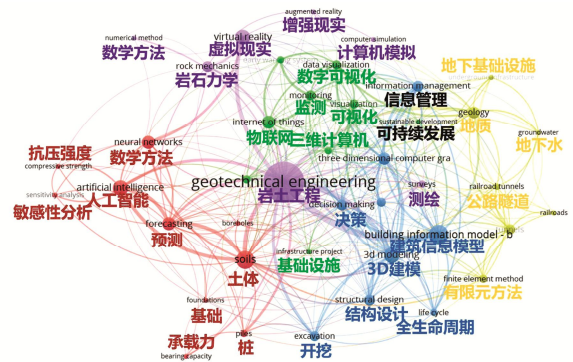 augmented reality
增强现实
numerical method
数学方法
virtual reality
虚拟现实
computer simulation
计算机模拟
rock mechanics
岩石力学
data visualization
数字可视化
地下基础设施
underground infrastructure
information management
信息管理
monitoring
监测
visualization
可视化
sustainable development
可持续发展
geology
地质
internet of things
物联网
三维计算机
groundwater
地下水
neural networks
数学方法
抗压强度
compressive strength
three dimensional computer gra
geotechnical engineering
岩土工程
surveys
测绘
railroad tunnels
公路隧道
railroads
sensitivity analysis
敏感性分析
artificial intelligence
人工智能
decision making
决策
forecasting
预测
boreholes
building information model - b
建筑信息模型
3d modeling
3D建模
soils
土体
infrastructure project
基础设施
finite element method
有限元方法
foundations
基础
structural design
结构设计
life cycle
全生命周期
承载力
bearing capacity
piles
桩
excavation
开挖